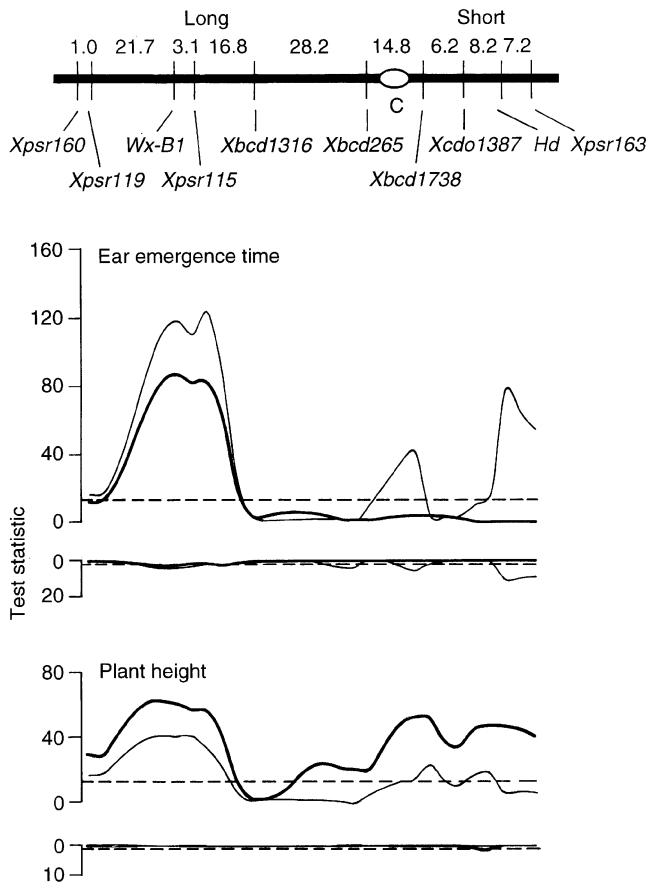 Long Short
1.0 21.7 3.1 16.8 28.2 14.8 6.2 8.2 7.2
C
Xpsr160 Wx-B1 Xbcd1316 Xbcd265 Xcdo1387 Hd Xpsr163
Xpsr119 Xpsr115 Xbcd1738
160
Ear emergence time
120
80
40
0
0
20
Test statistic
80
Plant height
40
0
0
10